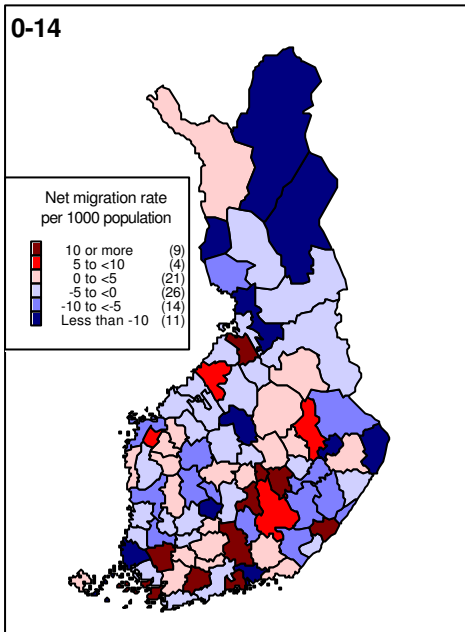 0-14
Net migration rate
per 1000 population
10 or more (9)
5 to <10 (4)
0 to <5 (21)
-5 to <0 (26)
-10 to <-5 (14)
Less than -10 (11)